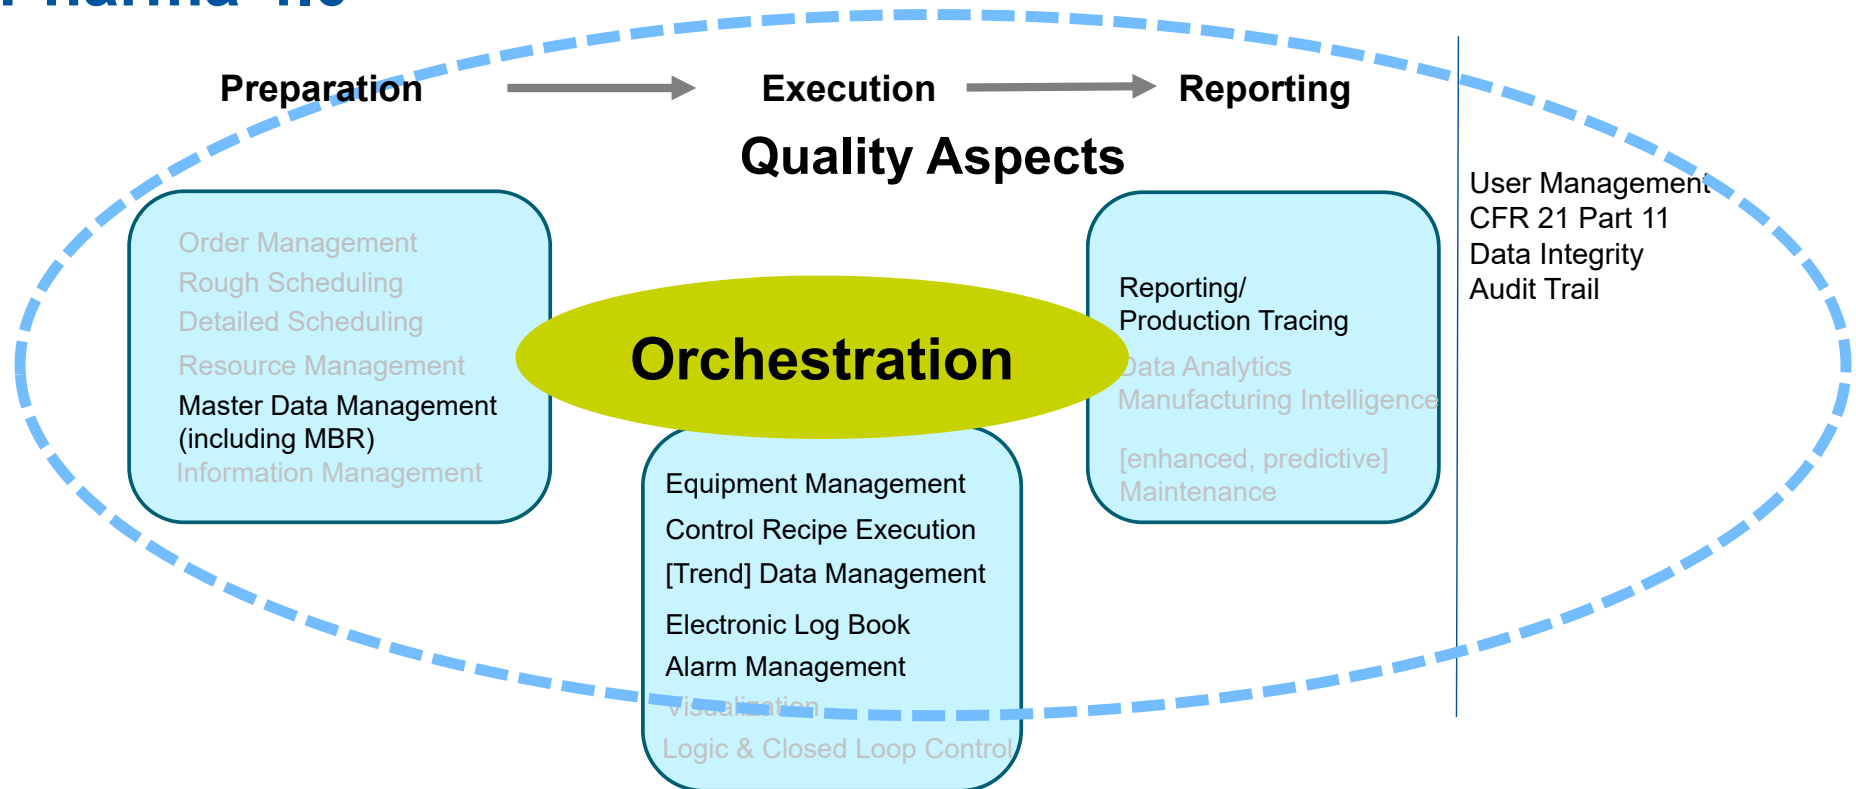 Pharma 4.0
Preparation
Execution
Reporting
Quality Aspects
Order Management
Rough Scheduling
Detailed Scheduling
Resource Management
Master Data Management
(including MBR)
Information Management
Orchestration
Equipment Management
Control Recipe Execution
[Trend] Data Management
Electronic Log Book
Alarm Management
Visualization
Logic & Closed Loop Control
Reporting/
Production Tracing
Data Analytics
Manufacturing Intelligence
[enhanced, predictive]
Maintenance
User Management
CFR 21 Part 11
Data Integrity
Audit Trail